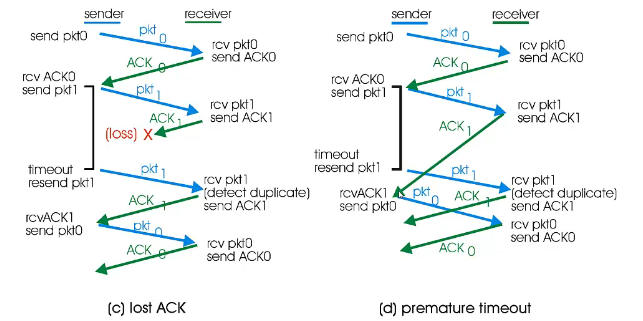 sender receiver
send pkt0
pkt 0
rcv pkt0
send ACK0
ACK 0
rcv ACK0
send pkt1
pkt 1
rcv pkt1
send ACK1
ACK 1
(loss) X
timeout
resend pkt1
pkt 1
rcv pkt1
(detect duplicate)
send ACK1
ACK 1
rcvACK1
send pkt0
pkt 0
rcv pkt0
send ACK0
ACK 0
(c) lost ACK
sender receiver
send pkt0
pkt 0
rcv pkt0
send ACK0
ACK 0
rcv ACK0
send pkt1
pkt 1
rcv pkt1
send ACK1
ACK 1
timeout
resend pkt1
pkt 1
rcv pkt1
(detect duplicate)
send ACK1
rcvACK1
send pkt0
pkt 0
ACK 1
rcv pkt0
send ACK0
ACK 0
(d) premature timeout